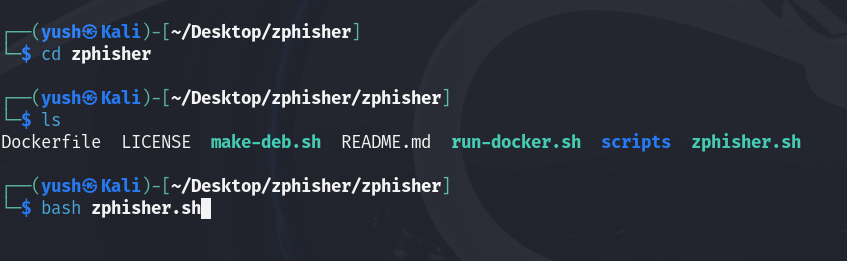 ┌──(yush㉿Kali)-[~/Desktop/zphisher]
└─$ cd zphisher
┌──(yush㉿Kali)-[~/Desktop/zphisher/zphisher]
└─$ ls
Dockerfile  LICENSE  make-deb.sh  README.md  run-docker.sh  scripts  zphisher.sh
┌──(yush㉿Kali)-[~/Desktop/zphisher/zphisher]
└─$ bash zphisher.sh